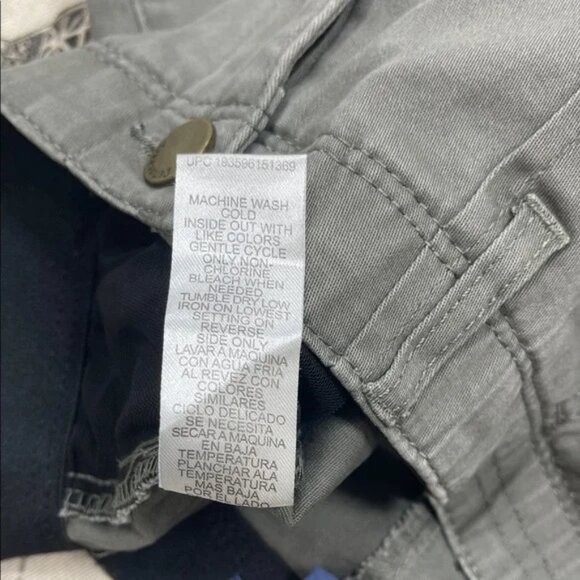 UPC 193596151369
MACHINE WASH
COLD
INSIDE OUT WITH
LIKE COLORS
GENTLE CYCLE
ONLY NON-
CHLORINE
BLEACH WHEN
NEEDED
TUMBLE DRY LOW
IRON ON LOWEST
SETTING ON
REVERSE
SIDE ONLY
LAVAR A MAQUINA
CON AGUA FRIA
AL REVEZ CON
COLORES
SIMILARES
CICLO DELICADO
SE NECESITA
SECAR A MAQUINA
EN BAJA
TEMPERATURA
PLANCHAR ALA
TEMPERATURA
MAS BAJA
POR EL LADO